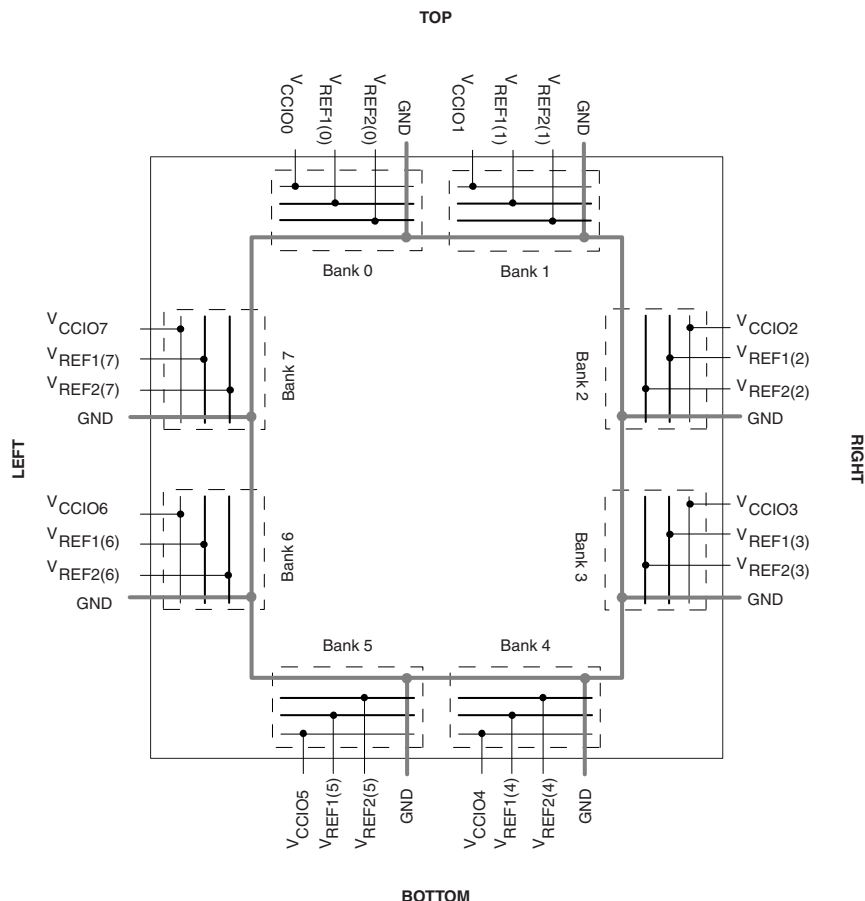 TOP
VCCIO0
VREF1(0)
VREF2(0)
GND
VCCIO1
VREF1(1)
VREF2(1)
GND
Bank 0
Bank 1
VCCIO7
VREF1(7)
VREF2(7)
GND
Bank 7
Bank 2
VCCIO2
VREF1(2)
VREF2(2)
GND
LEFT
RIGHT
VCCIO6
VREF1(6)
VREF2(6)
GND
Bank 6
Bank 3
VCCIO3
VREF1(3)
VREF2(3)
GND
Bank 5
Bank 4
VCCIO5
VREF1(5)
VREF2(5)
GND
VCCIO4
VREF1(4)
VREF2(4)
GND
BOTTOM